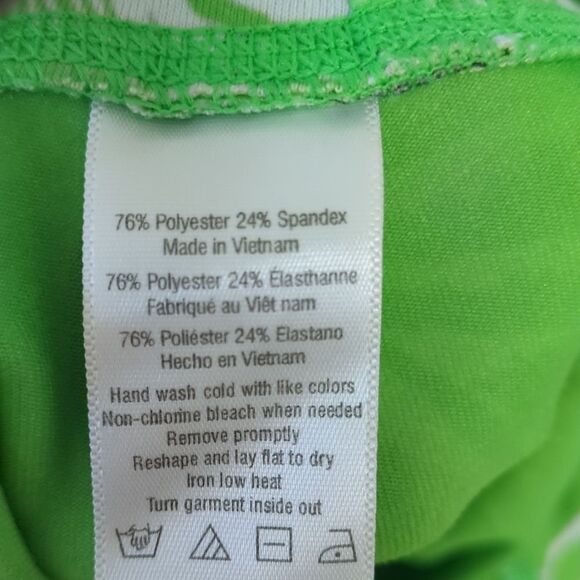 76% Polyester 24% Spandex
Made in Vietnam
76% Polyester 24% Élasthanne
Fabriqué au Viêt nam
76% Poliéster 24% Elastano
Hecho en Vietnam
Hand wash cold with like colors
Non-chlorine bleach when needed
Remove promptly
Reshape and lay flat to dry
Iron low heat
Turn garment inside out